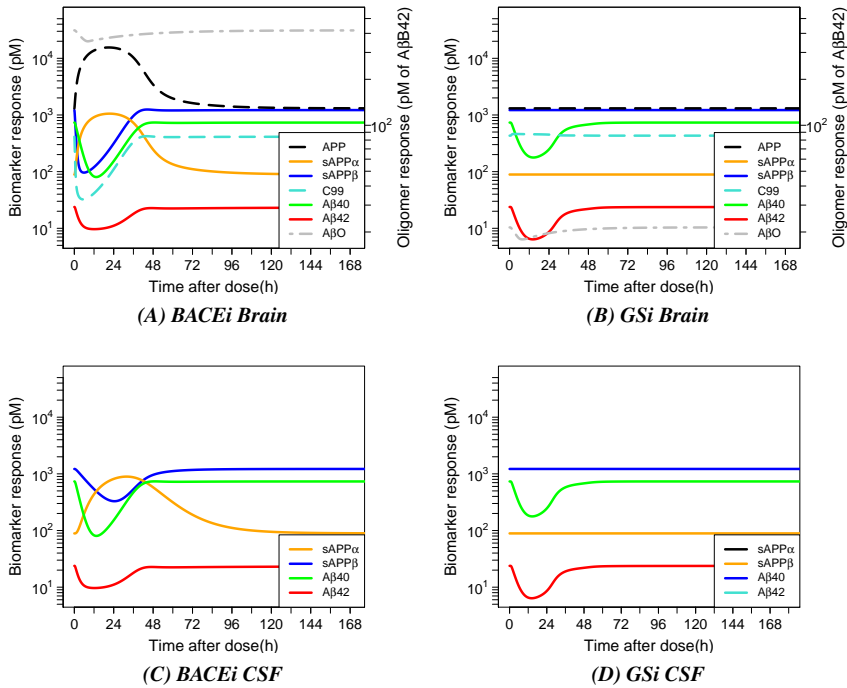 Biomarker response (pM)
10¹
10²
10³
10⁴
0 24 48 72 96 120 144 168
Time after dose(h)
10²
Oligomer response (pM of AβB42)
APP
sAPPα
sAPPβ
C99
Aβ40
Aβ42
AβO
(A) BACEi Brain
Biomarker response (pM)
10¹
10²
10³
10⁴
0 24 48 72 96 120 144 168
Time after dose(h)
10²
Oligomer response (pM of AβB42)
APP
sAPPα
sAPPβ
C99
Aβ40
Aβ42
AβO
(B) GSi Brain
Biomarker response (pM)
10¹
10²
10³
10⁴
0 24 48 72 96 120 144 168
Time after dose(h)
sAPPα
sAPPβ
Aβ40
Aβ42
(C) BACEi CSF
Biomarker response (pM)
10¹
10²
10³
10⁴
0 24 48 72 96 120 144 168
Time after dose(h)
sAPPα
sAPPβ
Aβ40
Aβ42
(D) GSi CSF